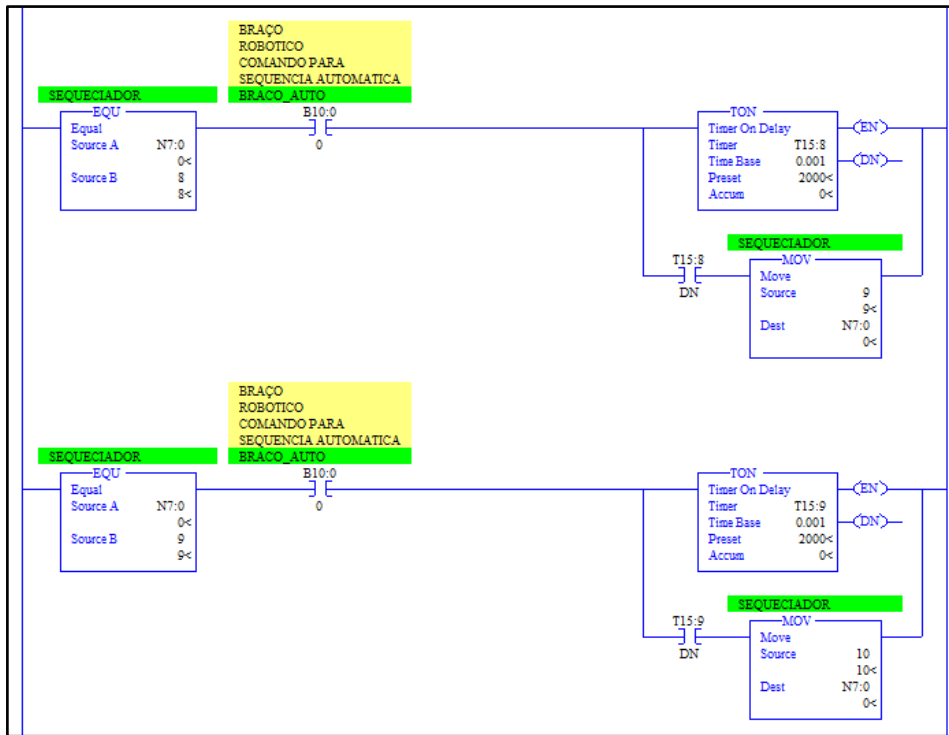 BRAÇO
ROBOTICO
COMANDO PARA
SEQUENCIA AUTOMATICA
SEQUECIADOR BRACO_AUTO
EQU B10:0 TON
Equal Timer On Delay EN
Source A N7:0 0 Timer T15:8
0< Time Base 0.001 DN
Source B 8 Preset 2000<
8< Accum 0<
SEQUECIADOR
T15:8 MOV
DN Move
Source 9
9<
Dest N7:0
0<
BRAÇO
ROBOTICO
COMANDO PARA
SEQUENCIA AUTOMATICA
SEQUECIADOR BRACO_AUTO
EQU B10:0 TON
Equal Timer On Delay EN
Source A N7:0 0 Timer T15:9
0< Time Base 0.001 DN
Source B 9 Preset 2000<
9< Accum 0<
SEQUECIADOR
T15:9 MOV
DN Move
Source 10
10<
Dest N7:0
0<